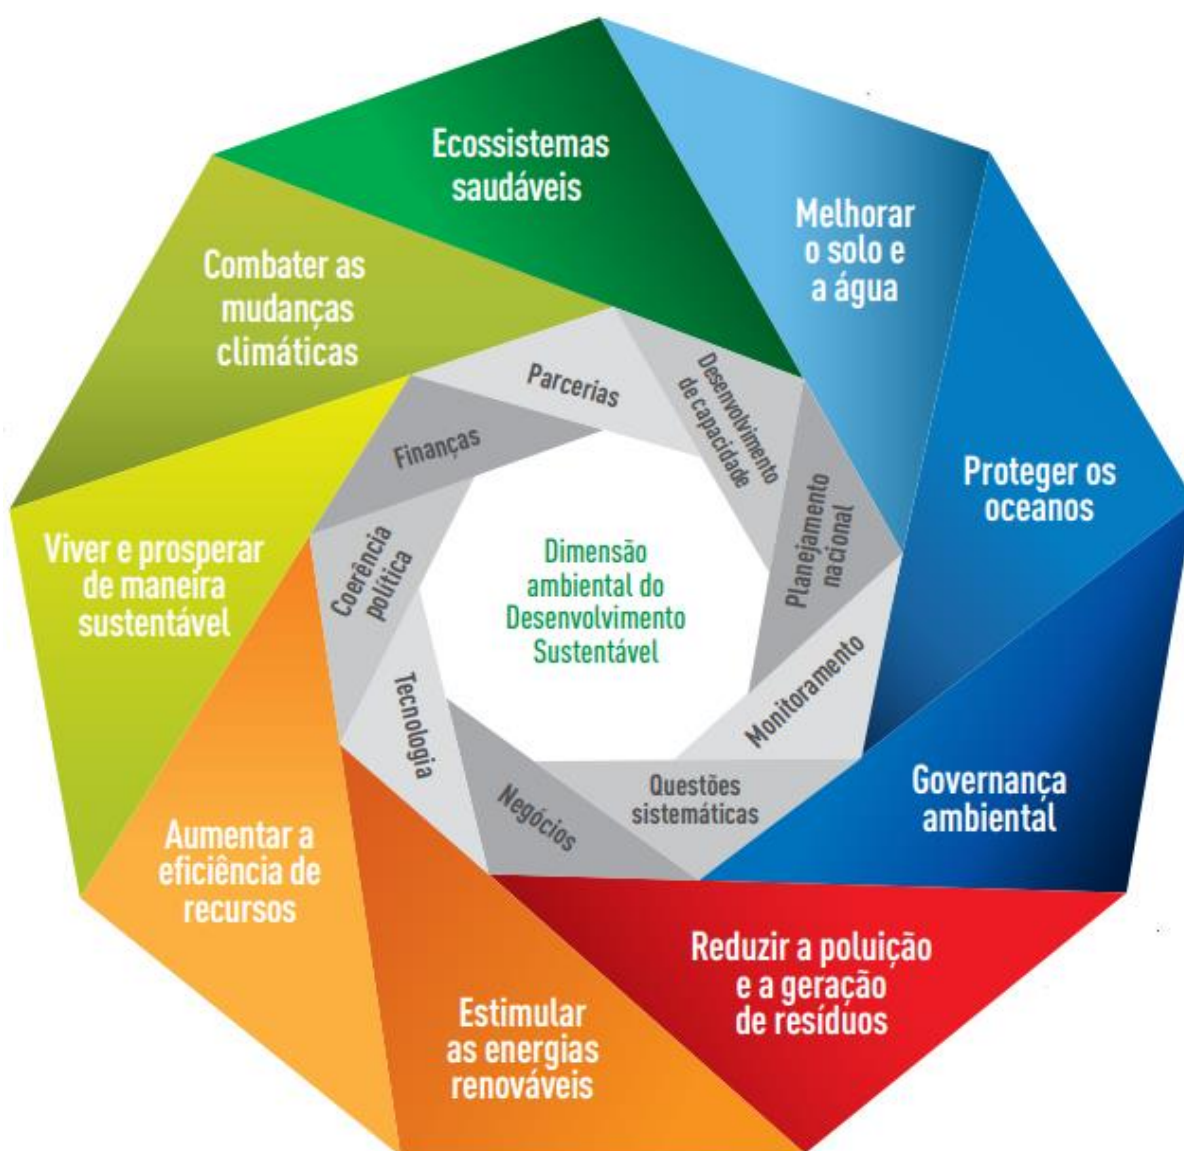 Ecossistemas
saudáveis
Melhorar
o solo e
a água
Proteger os
oceanos
Governança
ambiental
Reduzir a poluição
e a geração
de resíduos
Estimular
as energias
renováveis
Aumentar a
eficiência de
recursos
Viver e prosperar
de maneira
sustentável
Combater as
mudanças
climáticas
Parcerias
Desenvolvimento
de capacidade
Planejamento
nacional
Monitoramento
Questões
sistemáticas
Negócios
Tecnologia
Coerência
política
Finanças
Dimensão
ambiental do
Desenvolvimento
Sustentável